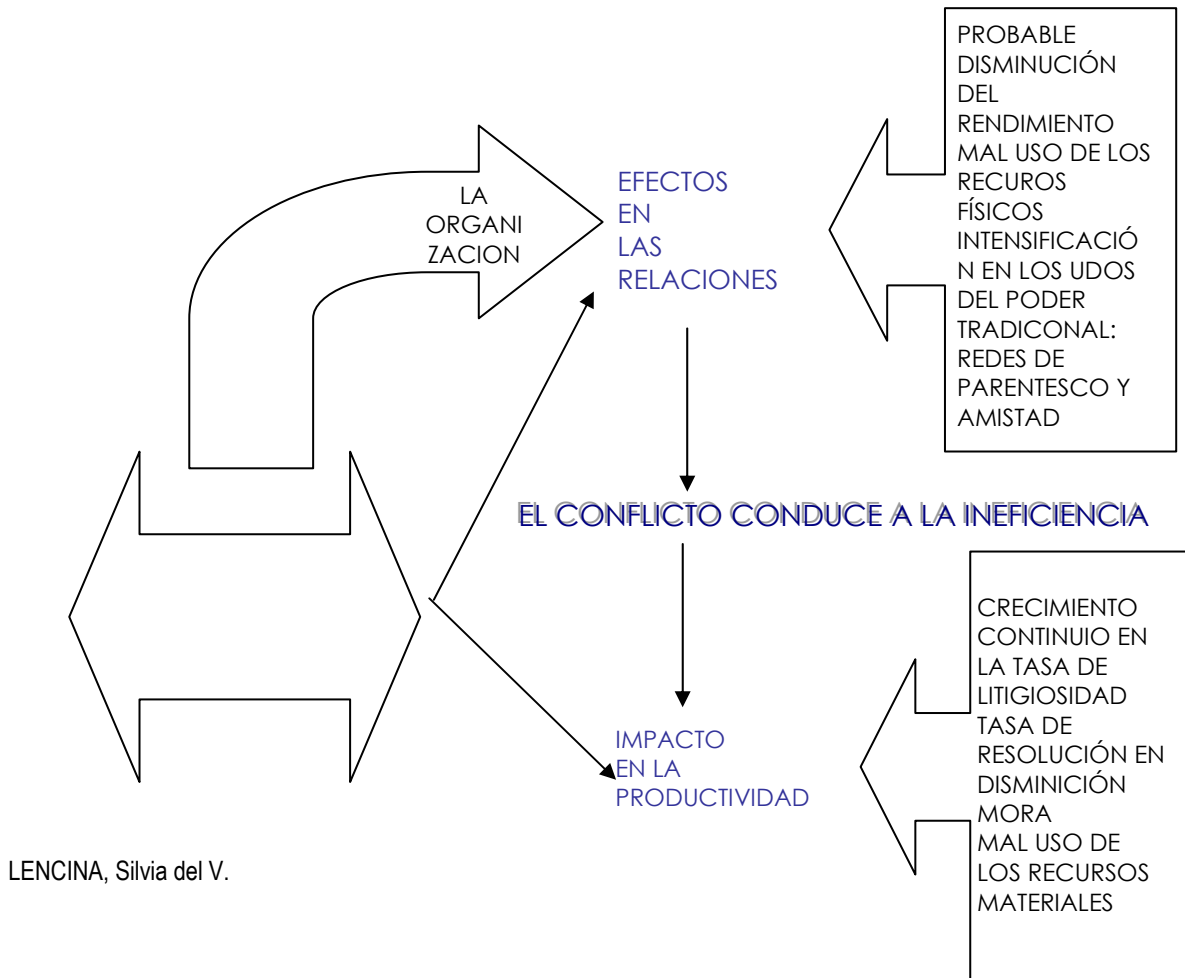 LA
ORGANI
ZACION
EFECTOS
EN
LAS
RELACIONES
PROBABLE
DISMINUCIÓN
DEL
RENDIMIENTO
MAL USO DE LOS
RECUROS
FÍSICOS
INTENSIFICACIÓ
N EN LOS UDOS
DEL PODER
TRADICONAL:
REDES DE
PARENTESCO Y
AMISTAD
EL CONFLICTO CONDUCE A LA INEFICIENCIA
IMPACTO
EN LA
PRODUCTIVIDAD
CRECIMIENTO
CONTINUIO EN
LA TASA DE
LITIGIOSIDAD
TASA DE
RESOLUCIÓN EN
DISMINICIÓN
MORA
MAL USO DE
LOS RECURSOS
MATERIALES
LENCINA, Silvia del V.